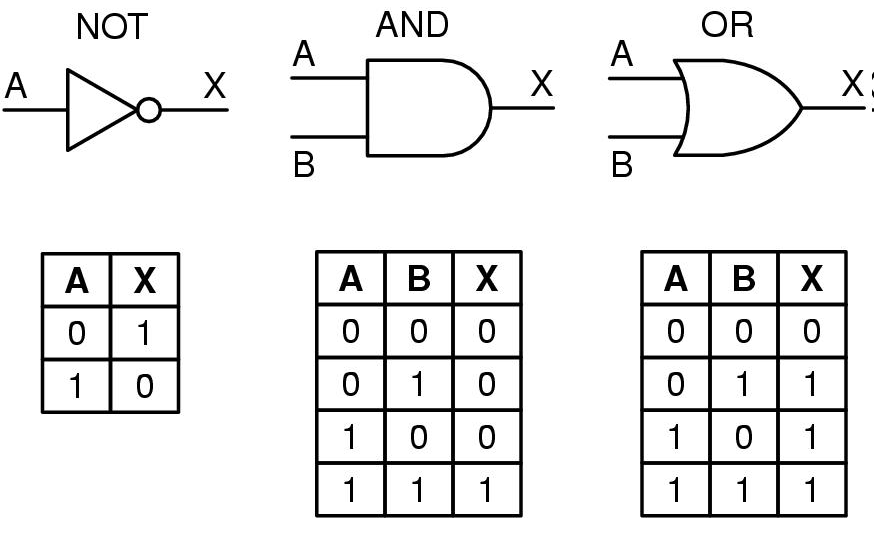 NOT AND OR
A X A X A X
B B
A X A B X A B X
0 1 0 0 0 0 0 0
1 0 0 1 0 0 1 1
1 0 0 1 0 1
1 1 1 1 1 1